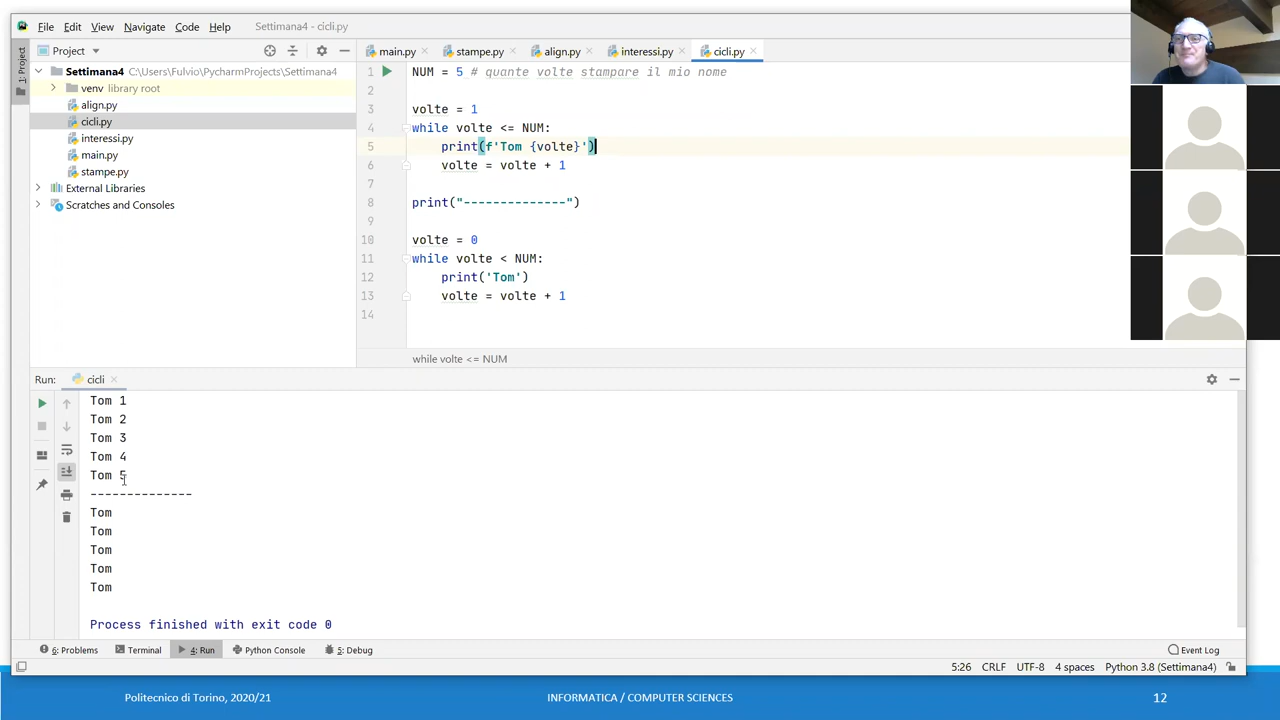 File Edit View Navigate Code Help Settimana4 - cicli.py
1: Project
Project
main.py stampe.py align.py interessi.py cicli.py
Settimana4 C:\Users\Fulvio\PycharmProjects\Settimana4
venv library root
align.py
cicli.py
interessi.py
main.py
stampe.py
External Libraries
Scratches and Consoles
1 NUM = 5 # quante volte stampare il mio nome
2
3 volte = 1
4 while volte <= NUM:
5 print(f'Tom {volte}')
6 volte = volte + 1
7
8 print("--------------")
9
10 volte = 0
11 while volte < NUM:
12 print('Tom')
13 volte = volte + 1
14
while volte <= NUM
Run: cicli
Tom 1
Tom 2
Tom 3
Tom 4
Tom 5
--------------
Tom
Tom
Tom
Tom
Tom
Process finished with exit code 0
6: Problems Terminal 4: Run Python Console 5: Debug Event Log
5:26 CRLF UTF-8 4 spaces Python 3.8 (Settimana4)
Politecnico di Torino, 2020/21 INFORMATICA / COMPUTER SCIENCES 12